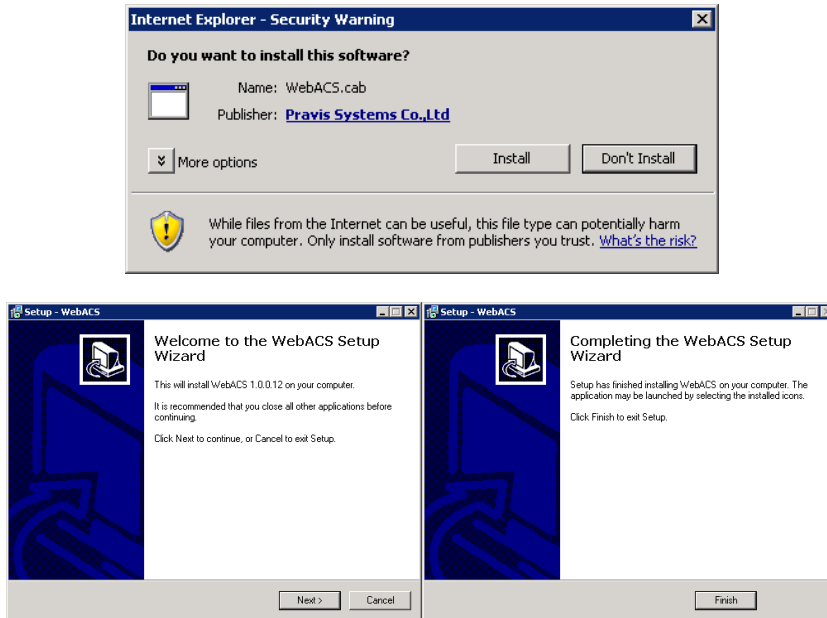 Internet Explorer - Security Warning
Do you want to install this software?
Name: WebACS.cab
Publisher: Pravis Systems Co.,Ltd
More options
Install
Don't Install
While files from the Internet can be useful, this file type can potentially harm
your computer. Only install software from publishers you trust. What's the risk?
Setup - WebACS
Welcome to the WebACS Setup
Wizard
This will install WebACS 1.0.0.12 on your computer.
It is recommended that you close all other applications before
continuing.
Click Next to continue, or Cancel to exit Setup.
Next >
Cancel
Setup - WebACS
Completing the WebACS Setup
Wizard
Setup has finished installing WebACS on your computer. The
application may be launched by selecting the installed icons.
Click Finish to exit Setup.
Finish